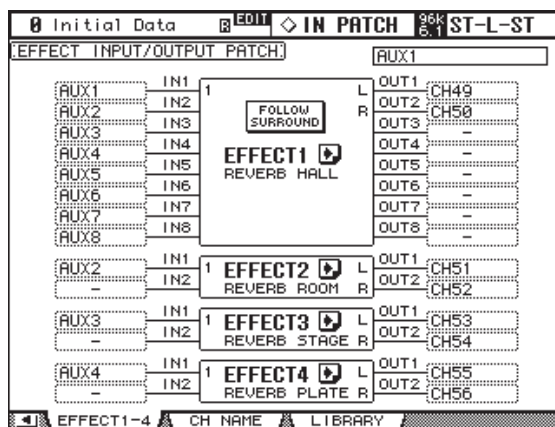 0 Initial Data R EDIT ◇ IN PATCH 96k 6.1 ST-L-ST
EFFECT INPUT/OUTPUT PATCH
AUX1
AUX1 IN1 1 L OUT1 CH49
AUX2 IN2 FOLLOW SURROUND R OUT2 CH50
AUX3 IN3 OUT3 -
AUX4 IN4 EFFECT1 OUT4 -
AUX5 IN5 REVERB HALL OUT5 -
AUX6 IN6 OUT6 -
AUX7 IN7 OUT7 -
AUX8 IN8 OUT8 -
AUX2 IN1 1 EFFECT2 L OUT1 CH51
- IN2 REVERB ROOM R OUT2 CH52
AUX3 IN1 1 EFFECT3 L OUT1 CH53
- IN2 REVERB STAGE R OUT2 CH54
AUX4 IN1 1 EFFECT4 L OUT1 CH55
- IN2 REVERB PLATE R OUT2 CH56
EFFECT1-4 CH NAME LIBRARY